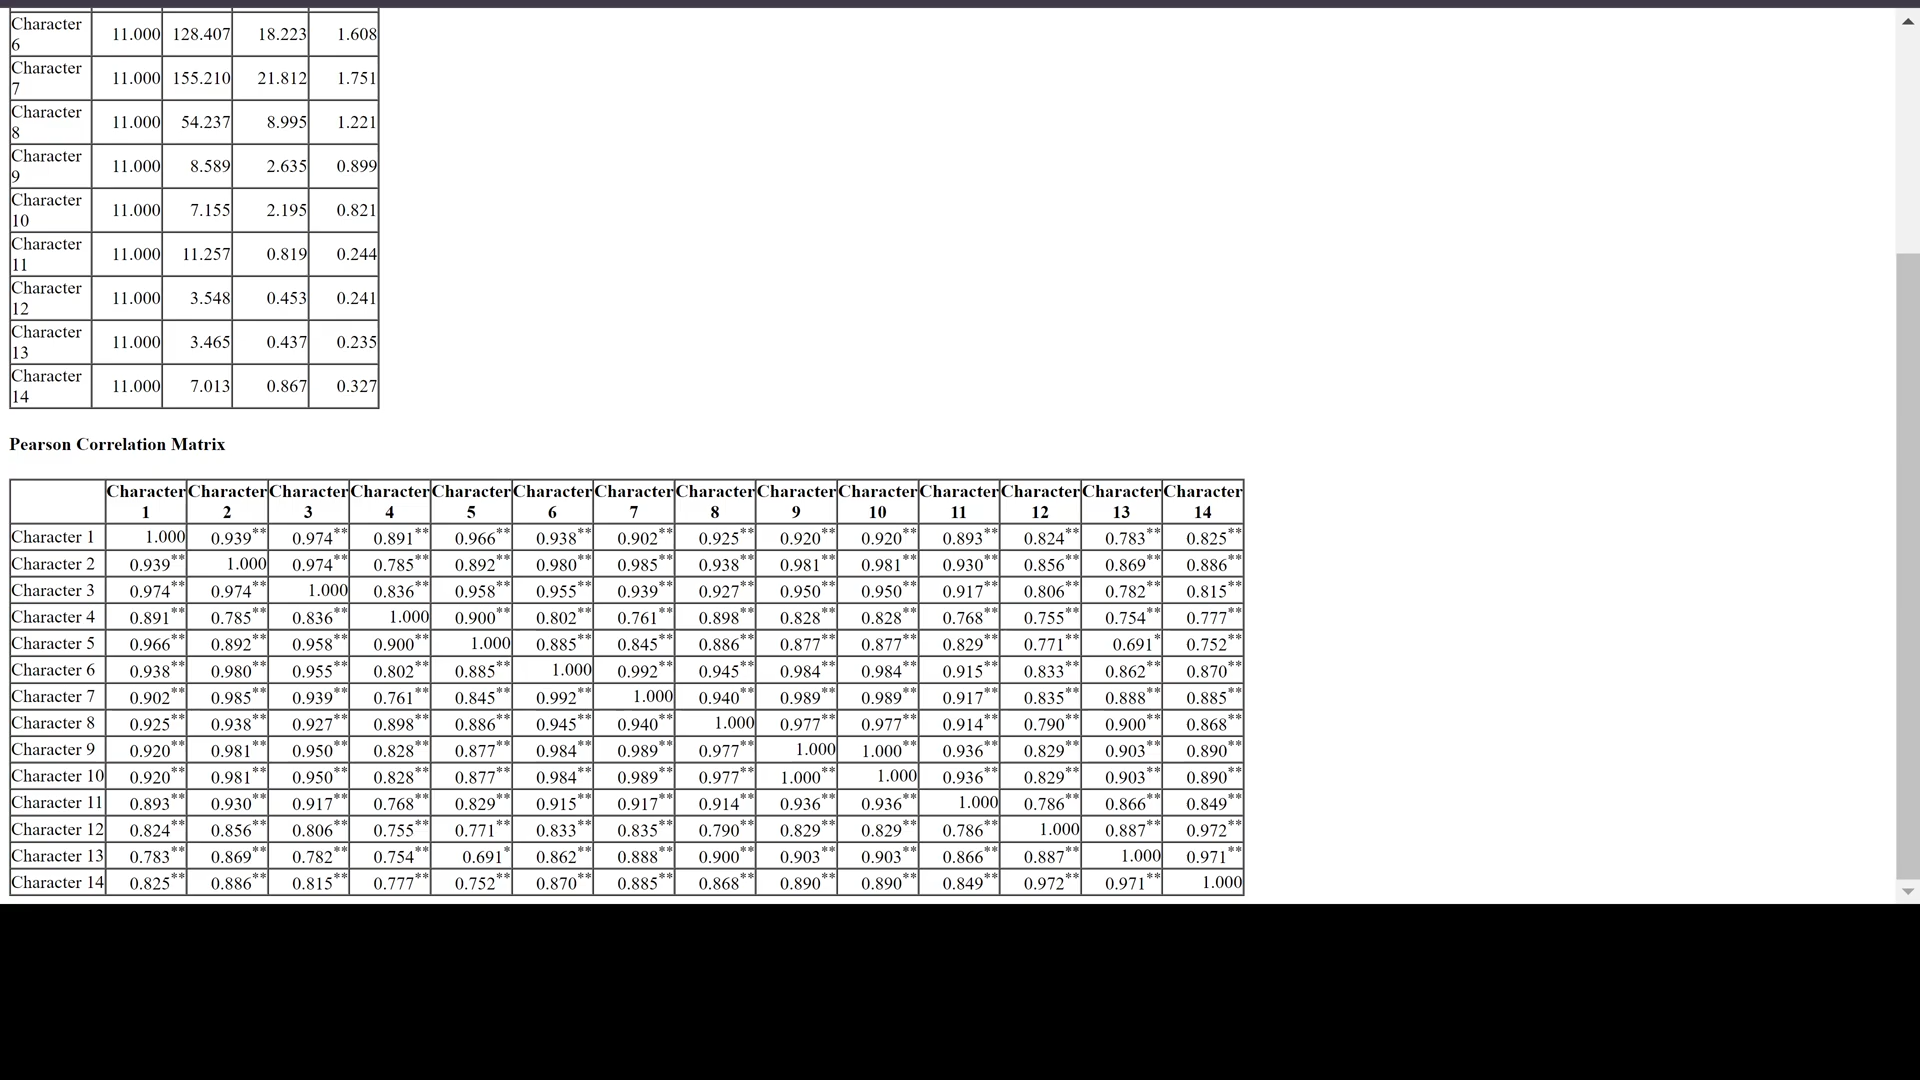 Character 6 11.000 128.407 18.223 1.608
Character 7 11.000 155.210 21.812 1.751
Character 8 11.000 54.237 8.995 1.221
Character 9 11.000 8.589 2.635 0.899
Character 10 11.000 7.155 2.195 0.821
Character 11 11.000 11.257 0.819 0.244
Character 12 11.000 3.548 0.453 0.241
Character 13 11.000 3.465 0.437 0.235
Character 14 11.000 7.013 0.867 0.327
Pearson Correlation Matrix
Character 1 Character 2 Character 3 Character 4 Character 5 Character 6 Character 7 Character 8 Character 9 Character 10 Character 11 Character 12 Character 13 Character 14
Character 1 1.000 0.939** 0.974** 0.891** 0.966** 0.938** 0.902** 0.925** 0.920** 0.920** 0.893** 0.824** 0.783** 0.825**
Character 2 0.939** 1.000 0.974** 0.785** 0.892** 0.980** 0.985** 0.938** 0.981** 0.981** 0.930** 0.856** 0.869** 0.886**
Character 3 0.974** 0.974** 1.000 0.836** 0.958** 0.955** 0.939** 0.927** 0.950** 0.950** 0.917** 0.806** 0.782** 0.815**
Character 4 0.891** 0.785** 0.836** 1.000 0.900** 0.802** 0.761** 0.898** 0.828** 0.828** 0.768** 0.755** 0.754** 0.777**
Character 5 0.966** 0.892** 0.958** 0.900** 1.000 0.885** 0.845** 0.886** 0.877** 0.877** 0.829** 0.771** 0.691* 0.752**
Character 6 0.938** 0.980** 0.955** 0.802** 0.885** 1.000 0.992** 0.945** 0.984** 0.984** 0.915** 0.833** 0.862** 0.870**
Character 7 0.902** 0.985** 0.939** 0.761** 0.845** 0.992** 1.000 0.940** 0.989** 0.989** 0.917** 0.835** 0.888** 0.885**
Character 8 0.925** 0.938** 0.927** 0.898** 0.886** 0.945** 0.940** 1.000 0.977** 0.977** 0.914** 0.790** 0.900** 0.868**
Character 9 0.920** 0.981** 0.950** 0.828** 0.877** 0.984** 0.989** 0.977** 1.000 1.000** 0.936** 0.829** 0.903** 0.890**
Character 10 0.920** 0.981** 0.950** 0.828** 0.877** 0.984** 0.989** 0.977** 1.000** 1.000 0.936** 0.829** 0.903** 0.890**
Character 11 0.893** 0.930** 0.917** 0.768** 0.829** 0.915** 0.917** 0.914** 0.936** 0.936** 1.000 0.786** 0.866** 0.849**
Character 12 0.824** 0.856** 0.806** 0.755** 0.771** 0.833** 0.835** 0.790** 0.829** 0.829** 0.786** 1.000 0.887** 0.972**
Character 13 0.783** 0.869** 0.782** 0.754** 0.691* 0.862** 0.888** 0.900** 0.903** 0.903** 0.866** 0.887** 1.000 0.971**
Character 14 0.825** 0.886** 0.815** 0.777** 0.752** 0.870** 0.885** 0.868** 0.890** 0.890** 0.849** 0.972** 0.971** 1.000